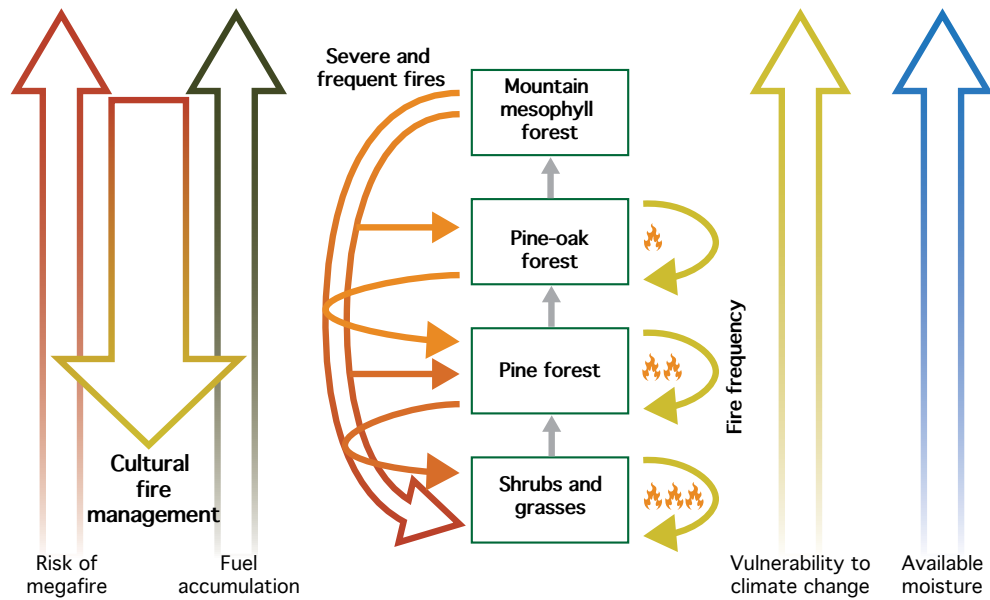 Severe and
frequent fires
Mountain
mesophyll
forest
Pine-oak
forest
Pine forest
Shrubs and
grasses
Fire frequency
Cultural
fire
management
Risk of
megafire
Fuel
accumulation
Vulnerability to
climate change
Available
moisture